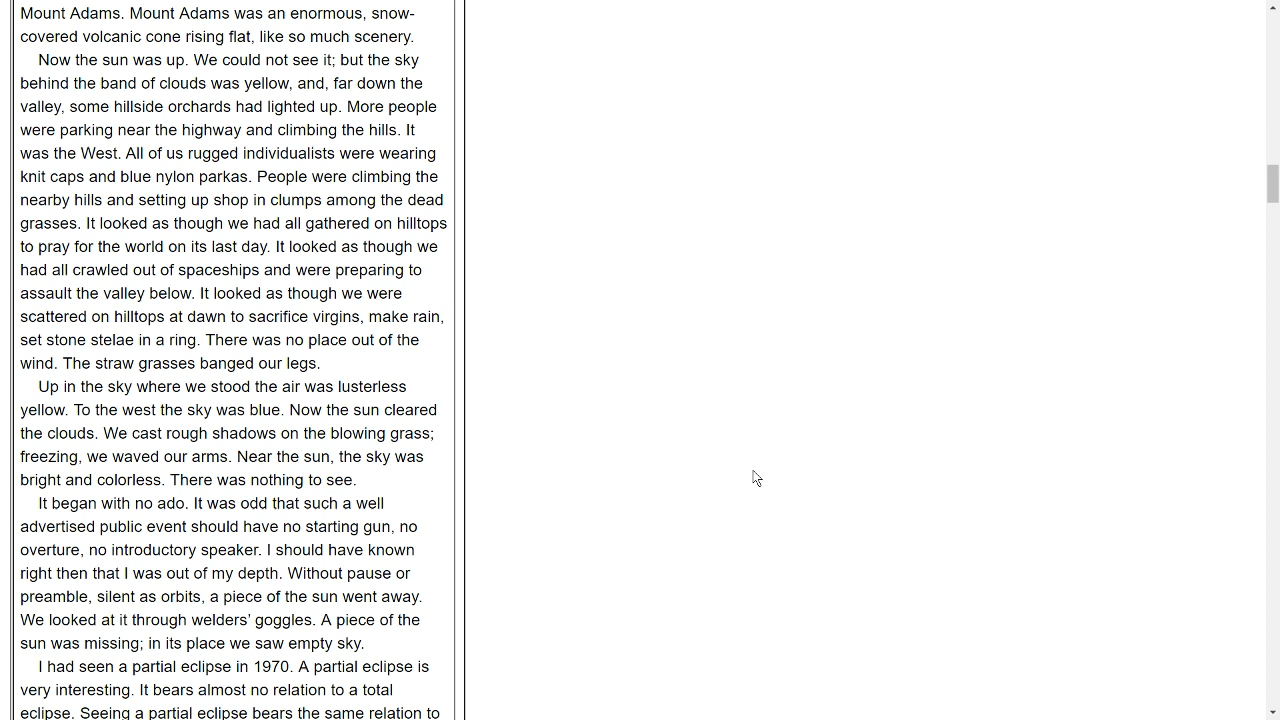 Mount Adams. Mount Adams was an enormous, snow-
covered volcanic cone rising flat, like so much scenery.
Now the sun was up. We could not see it; but the sky
behind the band of clouds was yellow, and, far down the
valley, some hillside orchards had lighted up. More people
were parking near the highway and climbing the hills. It
was the West. All of us rugged individualists were wearing
knit caps and blue nylon parkas. People were climbing the
nearby hills and setting up shop in clumps among the dead
grasses. It looked as though we had all gathered on hilltops
to pray for the world on its last day. It looked as though we
had all crawled out of spaceships and were preparing to
assault the valley below. It looked as though we were
scattered on hilltops at dawn to sacrifice virgins, make rain,
set stone stelae in a ring. There was no place out of the
wind. The straw grasses banged our legs.
Up in the sky where we stood the air was lusterless
yellow. To the west the sky was blue. Now the sun cleared
the clouds. We cast rough shadows on the blowing grass;
freezing, we waved our arms. Near the sun, the sky was
bright and colorless. There was nothing to see.
It began with no ado. It was odd that such a well
advertised public event should have no starting gun, no
overture, no introductory speaker. I should have known
right then that I was out of my depth. Without pause or
preamble, silent as orbits, a piece of the sun went away.
We looked at it through welders’ goggles. A piece of the
sun was missing; in its place we saw empty sky.
I had seen a partial eclipse in 1970. A partial eclipse is
very interesting. It bears almost no relation to a total
eclipse. Seeing a partial eclipse bears the same relation to